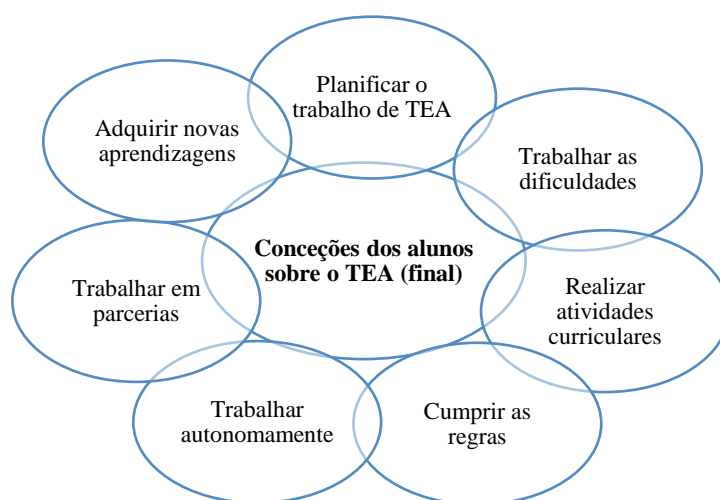 Planificar o
trabalho de TEA
Trabalhar as
dificuldades
Realizar
atividades
curriculares
Cumprir as
regras
Trabalhar
autonomamente
Trabalhar em
parcerias
Adquirir novas
aprendizagens
Conceções dos alunos
sobre o TEA (final)